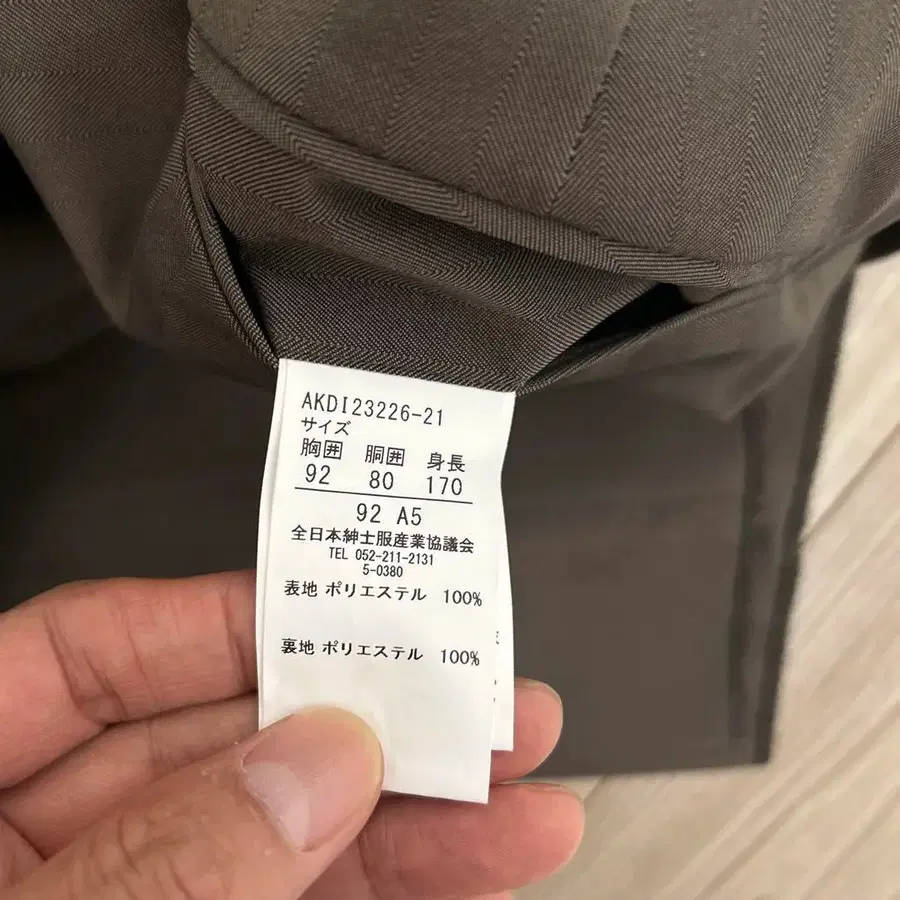 AKDI23226-21
サイズ
胸囲 胴囲 身長
92 80 170
92 A5
全日本紳士服産業協議会
TEL 052-211-2131
5-0380
表地 ポリエステル 100%
裏地 ポリエステル 100%